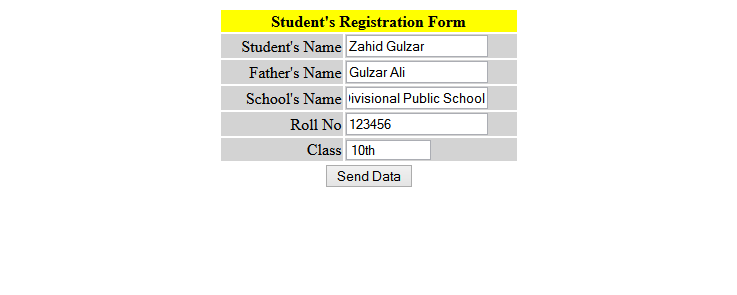 Student's Registration Form
Student's Name Zahid Gulzar
Father's Name Gulzar Ali
School's Name ivisional Public School
Roll No 123456
Class 10th
Send Data